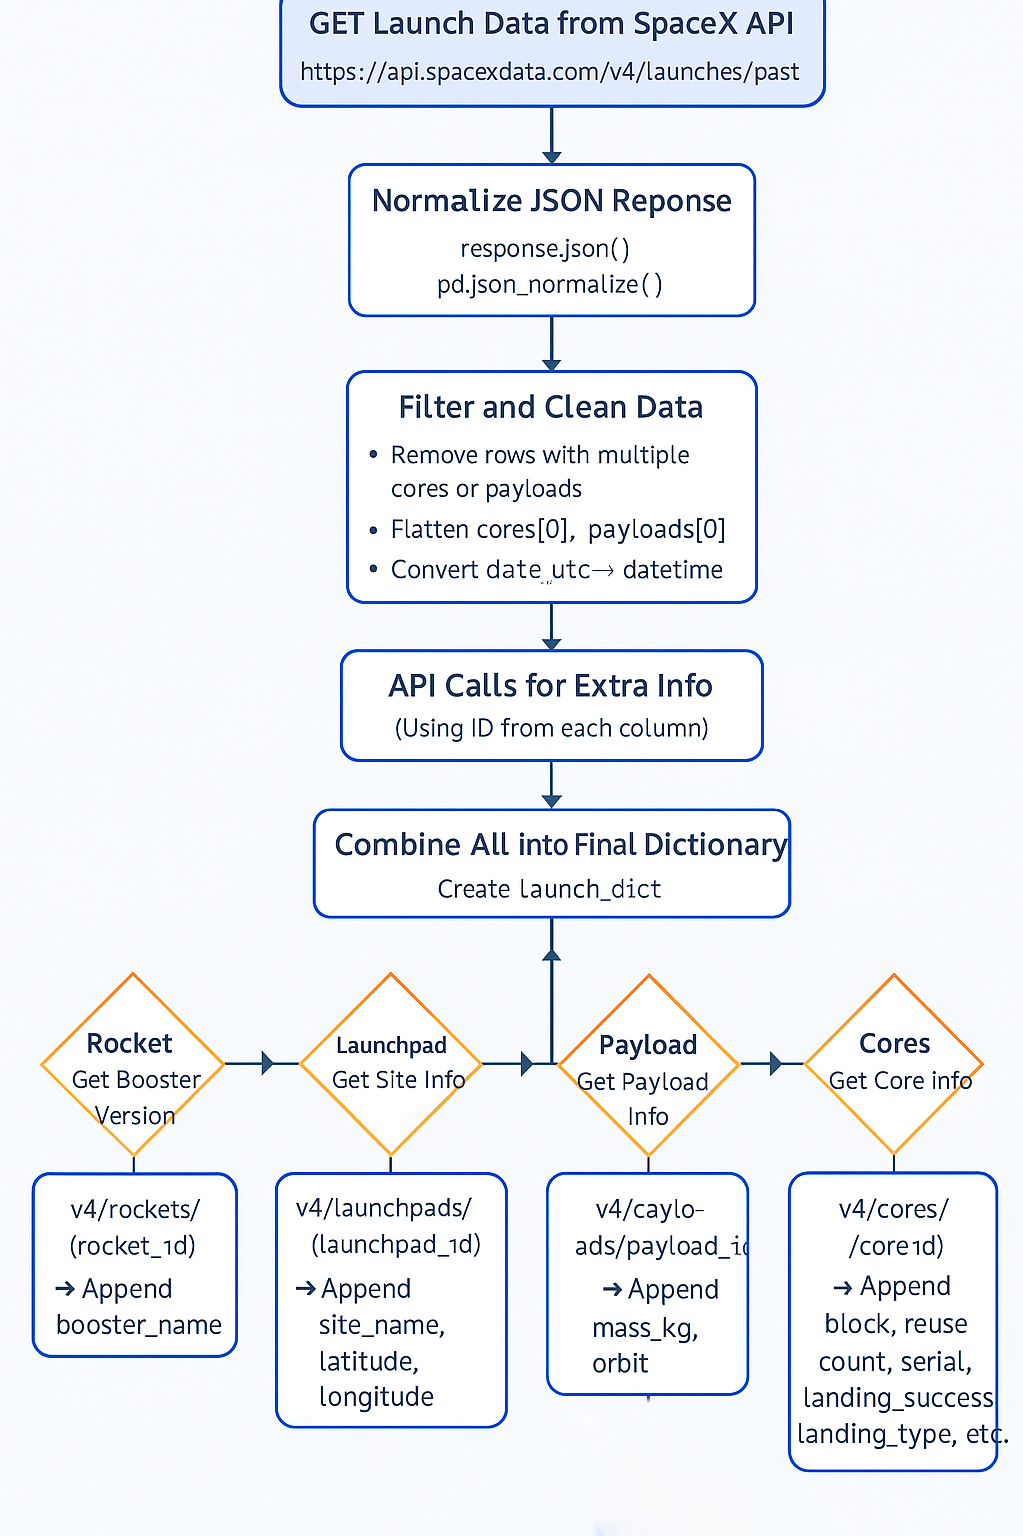 GET Launch Data from SpaceX API
https://api.spacexdata.com/v4/launches/past
Normalize JSON Reponse
response.json()
pd.json_normalize()
Filter and Clean Data
• Remove rows with multiple
cores or payloads
• Flatten cores[0], payloads[0]
• Convert date_utc→ datetime
API Calls for Extra Info
(Using ID from each column)
Combine All into Final Dictionary
Create launch_dict
Rocket
Get Booster
Version
Launchpad
Get Site Info
Payload
Get Payload
Info
Cores
Get Core info
v4/rockets/
(rocket_1d)
→ Append
booster_name
v4/launchpads/
(launchpad_1d)
→ Append
site_name,
latitude,
longitude
v4/caylo-
ads/payload_id
→ Append
mass_kg,
orbit
v4/cores/
/core1d)
→ Append
block, reuse
count, serial,
landing_success
landing_type, etc.